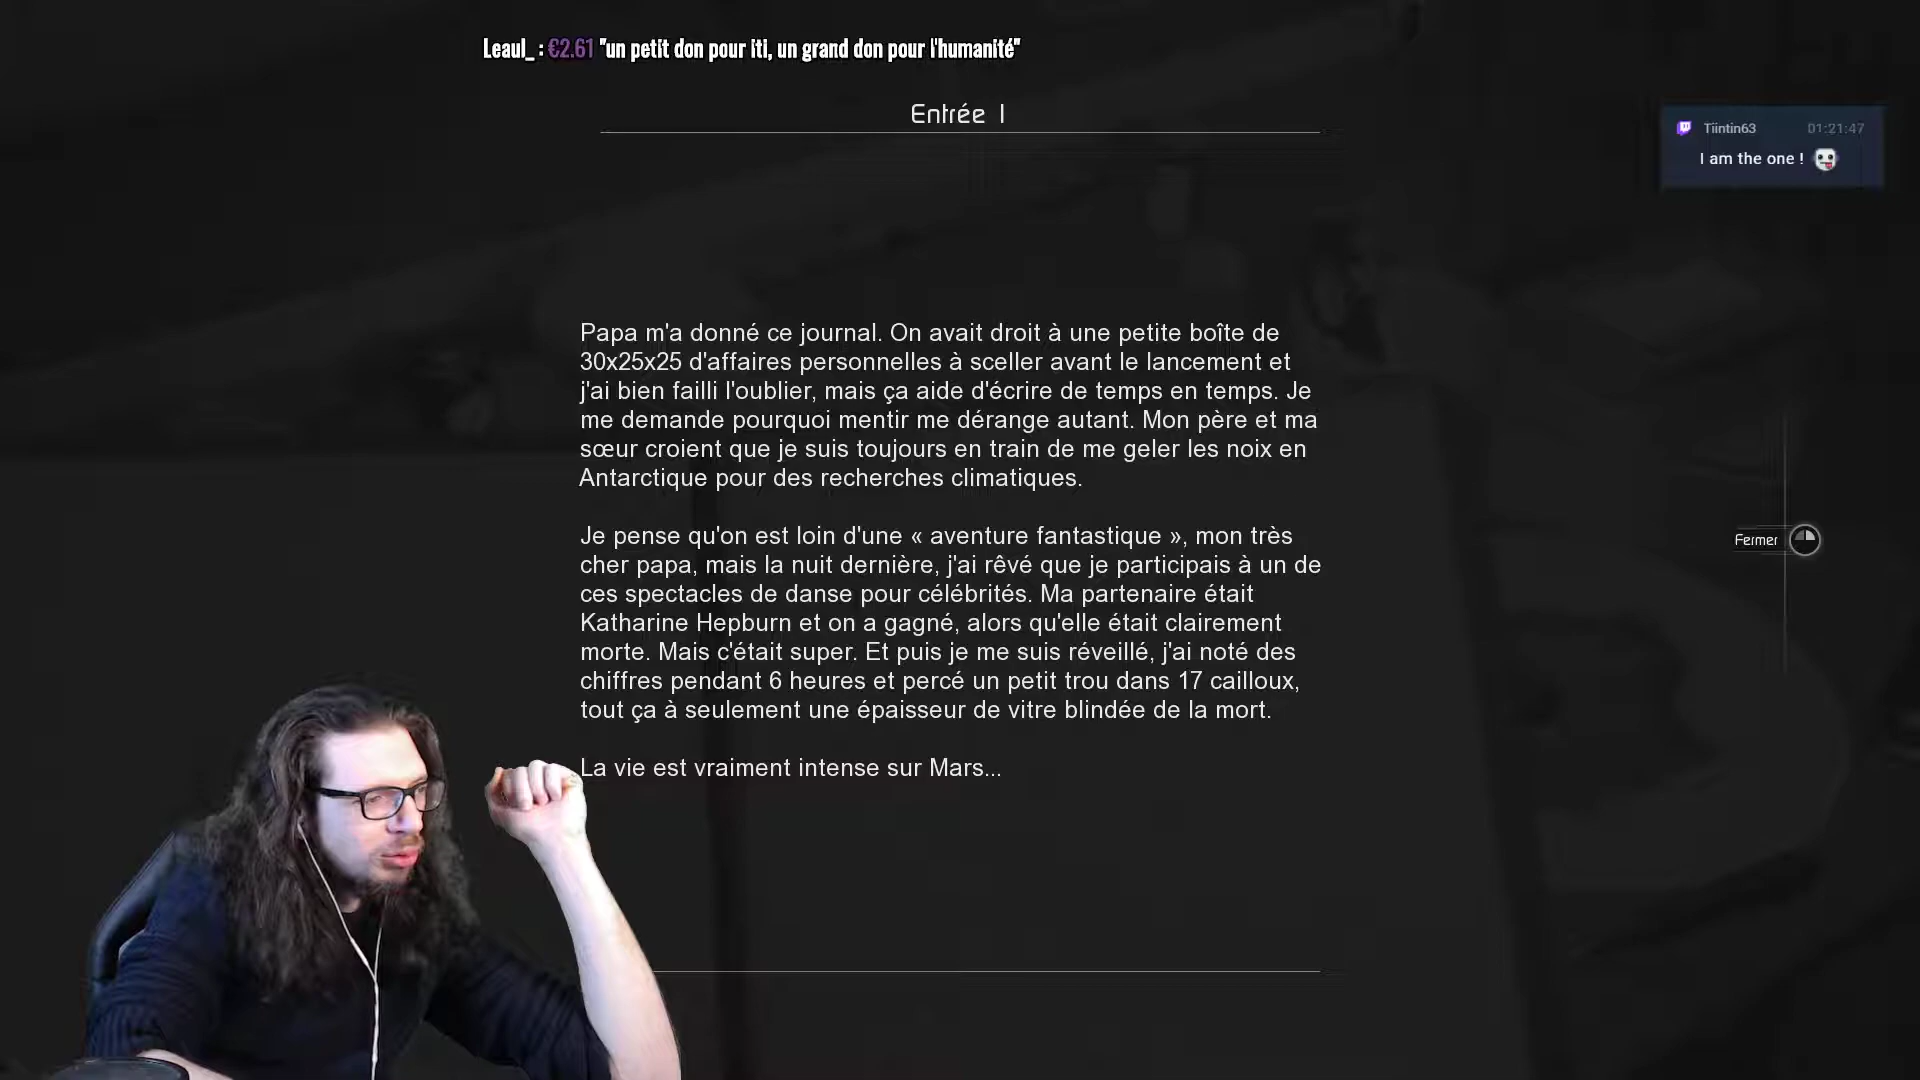 Leaul_ : €2.61 "un petit don pour iti, un grand don pour l'humanité"
Entrée 1
Tiintin63 01:21:47
I am the one !
Papa m'a donné ce journal. On avait droit à une petite boîte de
30x25x25 d'affaires personnelles à sceller avant le lancement et
j'ai bien failli l'oublier, mais ça aide d'écrire de temps en temps. Je
me demande pourquoi mentir me dérange autant. Mon père et ma
sœur croient que je suis toujours en train de me geler les noix en
Antarctique pour des recherches climatiques.
Je pense qu'on est loin d'une « aventure fantastique », mon très
cher papa, mais la nuit dernière, j'ai rêvé que je participais à un de
ces spectacles de danse pour célébrités. Ma partenaire était
Katharine Hepburn et on a gagné, alors qu'elle était clairement
morte. Mais c'était super. Et puis je me suis réveillé, j'ai noté des
chiffres pendant 6 heures et percé un petit trou dans 17 cailloux,
tout ça à seulement une épaisseur de vitre blindée de la mort.
La vie est vraiment intense sur Mars...
Fermer